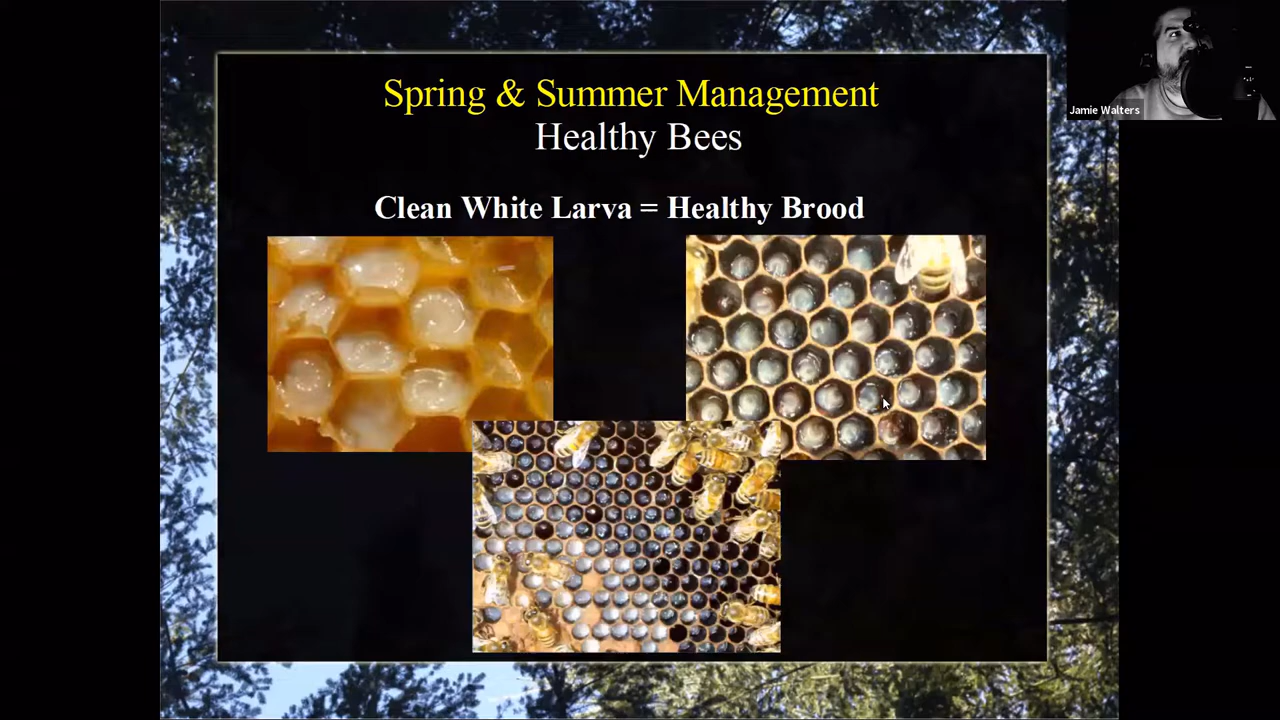 Spring & Summer Management
Healthy Bees
Clean White Larva = Healthy Brood
Jamie Walters